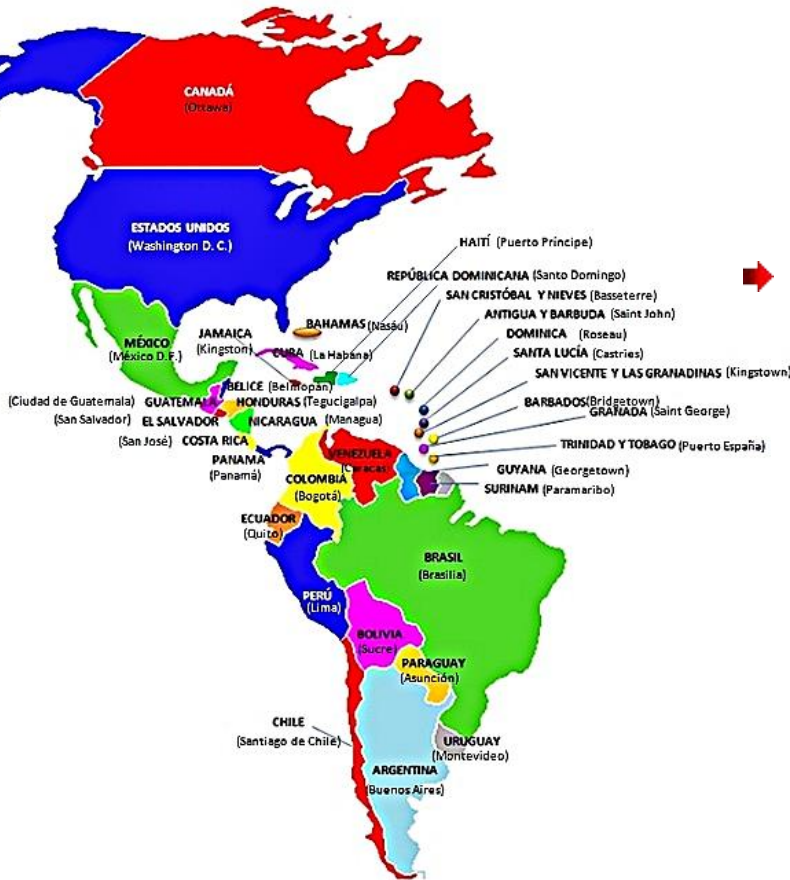 CANADÁ
(Ottawa)
ESTADOS UNIDOS
(Washington D. C.)
HAITÍ (Puerto Príncipe)
REPÚBLICA DOMINICANA (Santo Domingo)
SAN CRISTÓBAL Y NIEVES (Basseterre)
ANTIGUA Y BARBUDA (Saint John)
BAHAMAS (Nasáu)
JAMAICA
(Kingston)
DOMINICA (Roseau)
MÉXICO
(México D.F.)
CUBA (La Habana)
SANTA LUCÍA (Castries)
SAN VICENTE Y LAS GRANADINAS (Kingstown)
BELICE (Belmopán)
(Ciudad de Guatemala) GUATEMALA
HONDURAS (Tegucigalpa)
BARBADOS (Bridgetown)
GRANADA (Saint George)
(San Salvador) EL SALVADOR
NICARAGUA (Managua)
(San José) COSTA RICA
TRINIDAD Y TOBAGO (Puerto España)
PANAMÁ
(Panamá)
VENEZUELA
(Caracas)
GUYANA (Georgetown)
COLOMBIA
(Bogotá)
SURINAM (Paramaribo)
ECUADOR
(Quito)
BRASIL
(Brasilia)
PERÚ
(Lima)
BOLIVIA
(Sucre)
PARAGUAY
(Asunción)
CHILE
(Santiago de Chile)
URUGUAY
(Montevideo)
ARGENTINA
(Buenos Aires)